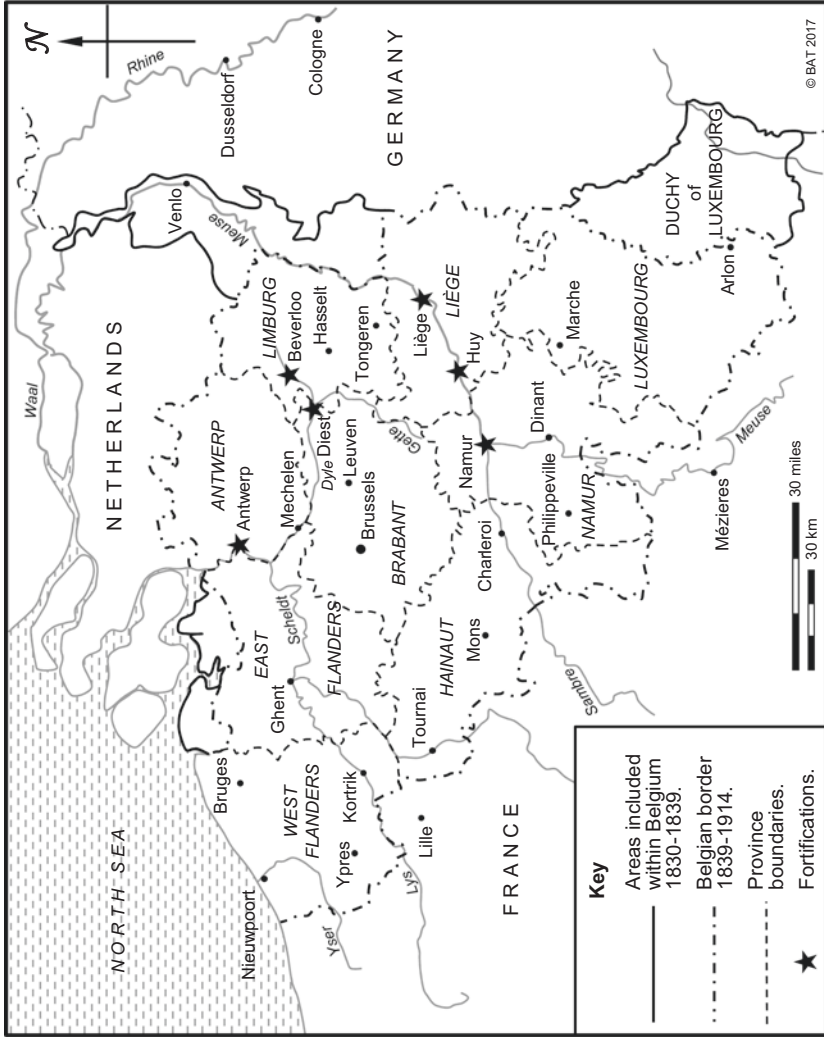 N
Rhine
Dusseldorf
Cologne
GERMANY
NETHERLANDS
Waal
Venlo
Meuse
NORTH SEA
ANTWERP
Antwerp
LIMBURG
Beverloo
Hasselt
Tongeren
Diest
Dyle
Gette
Mechelen
Leuven
Brussels
BRABANT
Bruges
Nieuwpoort
WEST
FLANDERS
Ypres
Kortrik
Yser
Lys
Lille
EAST
FLANDERS
Ghent
Scheldt
Tournai
HAINAUT
Mons
Charleroi
Sambre
Namur
Huy
Liège
LIÈGE
Dinant
Philippeville
NAMUR
Marche
LUXEMBOURG
Arlon
DUCHY
of
LUXEMBOURG
Meuse
Mézieres
FRANCE
Key
Areas included
within Belgium
1830-1839.
Belgian border
1839-1914.
Province
boundaries.
Fortifications.
30 miles
30 km
© BAT 2017